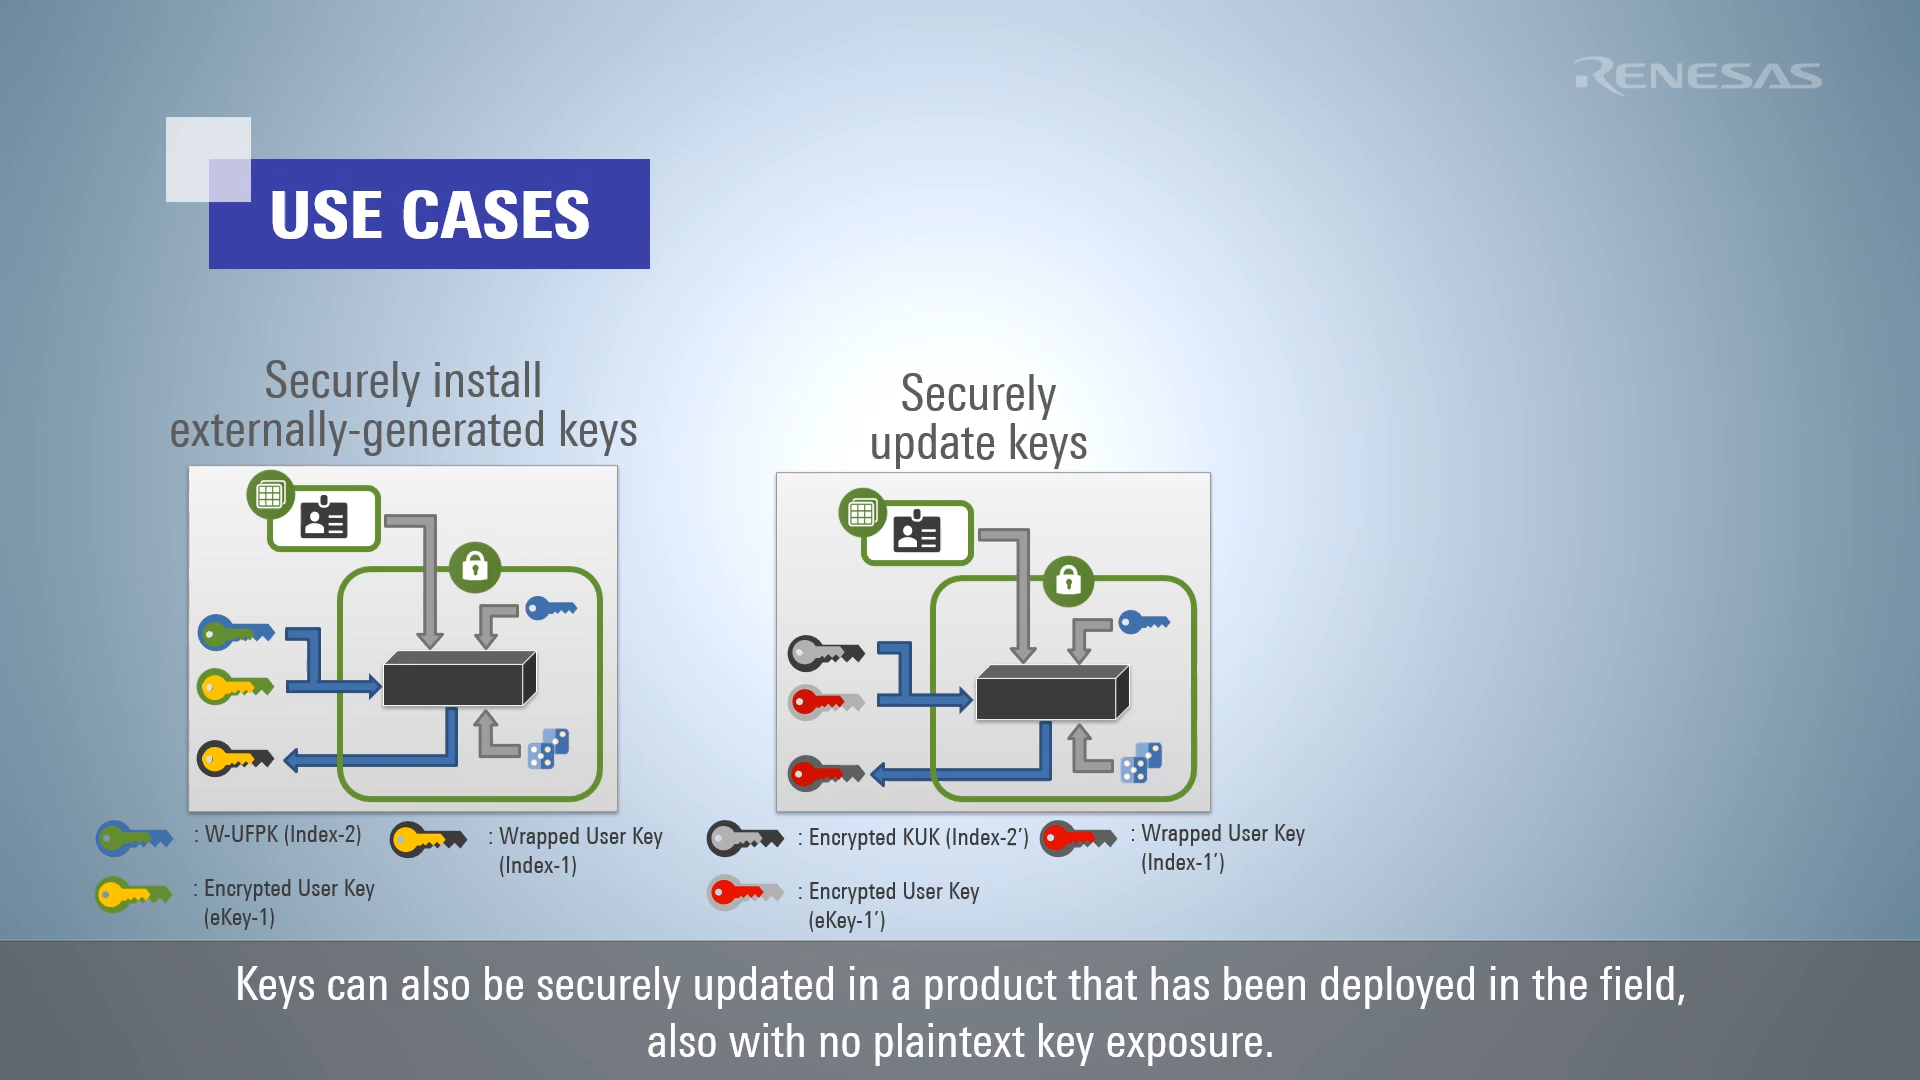 RENESAS
USE CASES
Securely install
externally-generated keys
Securely
update keys
: W-UFPK (Index-2)
: Wrapped User Key
(Index-1)
: Encrypted User Key
(eKey-1)
: Encrypted KUK (Index-2’)
: Wrapped User Key
(Index-1’)
: Encrypted User Key
(eKey-1’)
Keys can also be securely updated in a product that has been deployed in the field,
also with no plaintext key exposure.